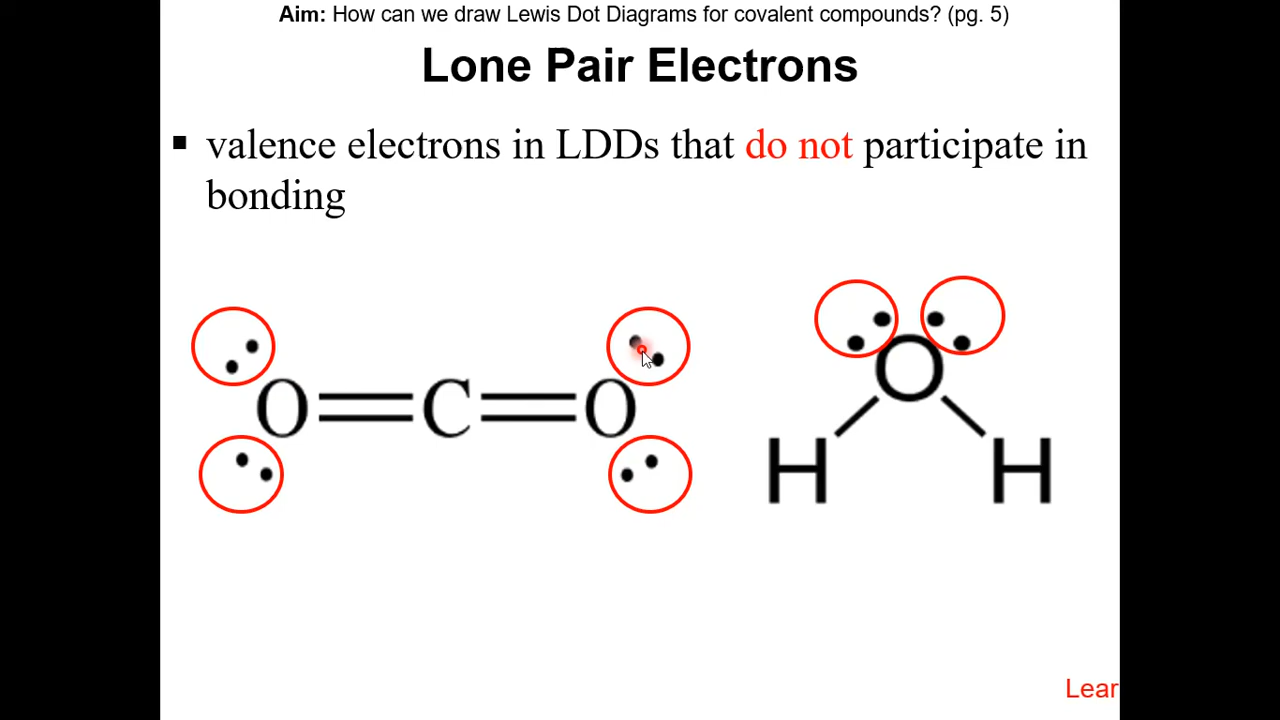 Aim: How can we draw Lewis Dot Diagrams for covalent compounds? (pg. 5)
Lone Pair Electrons
▪ valence electrons in LDDs that do not participate in
bonding
O C O
O
H H
Lear